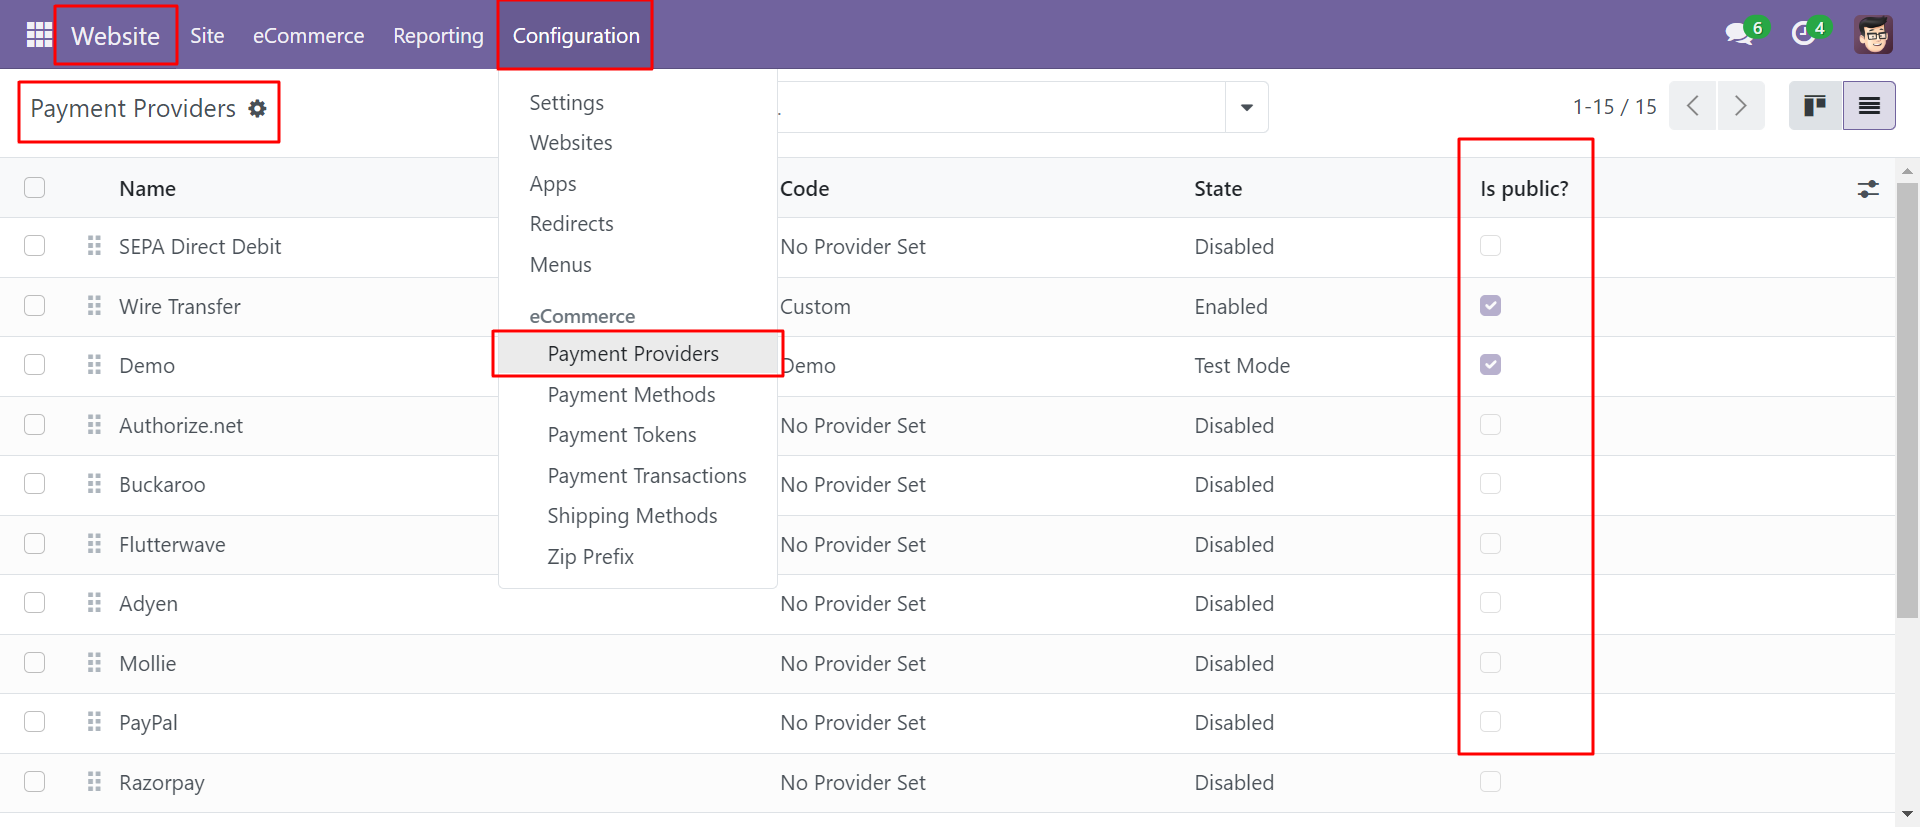 Website Site eCommerce Reporting Configuration 6 4
Payment Providers . 1-15 / 15
Settings
Websites
Apps
Redirects
Menus
eCommerce
Payment Providers
Payment Methods
Payment Tokens
Payment Transactions
Shipping Methods
Zip Prefix
Name Code State Is public?
SEPA Direct Debit No Provider Set Disabled
Wire Transfer Custom Enabled
Demo Demo Test Mode
Authorize.net No Provider Set Disabled
Buckaroo No Provider Set Disabled
Flutterwave No Provider Set Disabled
Adyen No Provider Set Disabled
Mollie No Provider Set Disabled
PayPal No Provider Set Disabled
Razorpay No Provider Set Disabled